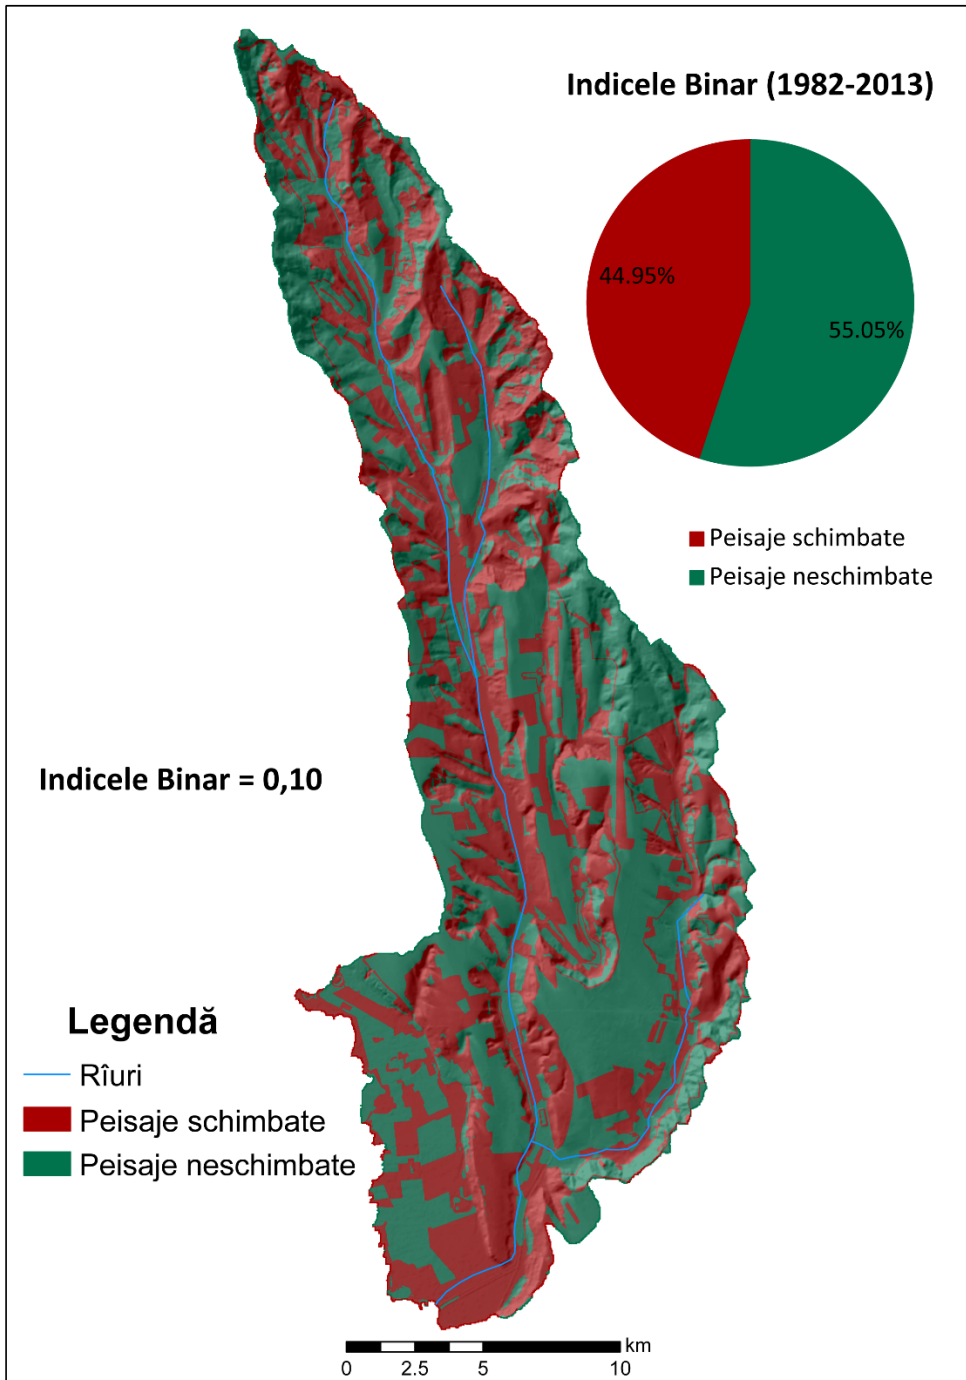 Indicele Binar (1982-2013)
44.95%
55.05%
Peisaje schimbate
Peisaje neschimbate
Indicele Binar = 0,10
Legendă
Rîuri
Peisaje schimbate
Peisaje neschimbate
km
0 2.5 5 10